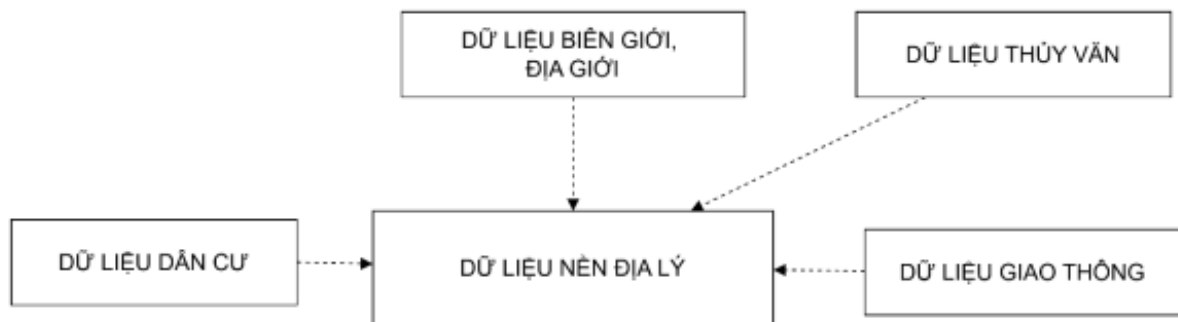 DỮ LIỆU BIÊN GIỚI,
ĐỊA GIỚI
DỮ LIỆU THỦY VĂN
DỮ LIỆU DÂN CƯ
DỮ LIỆU NỀN ĐỊA LÝ
DỮ LIỆU GIAO THÔNG